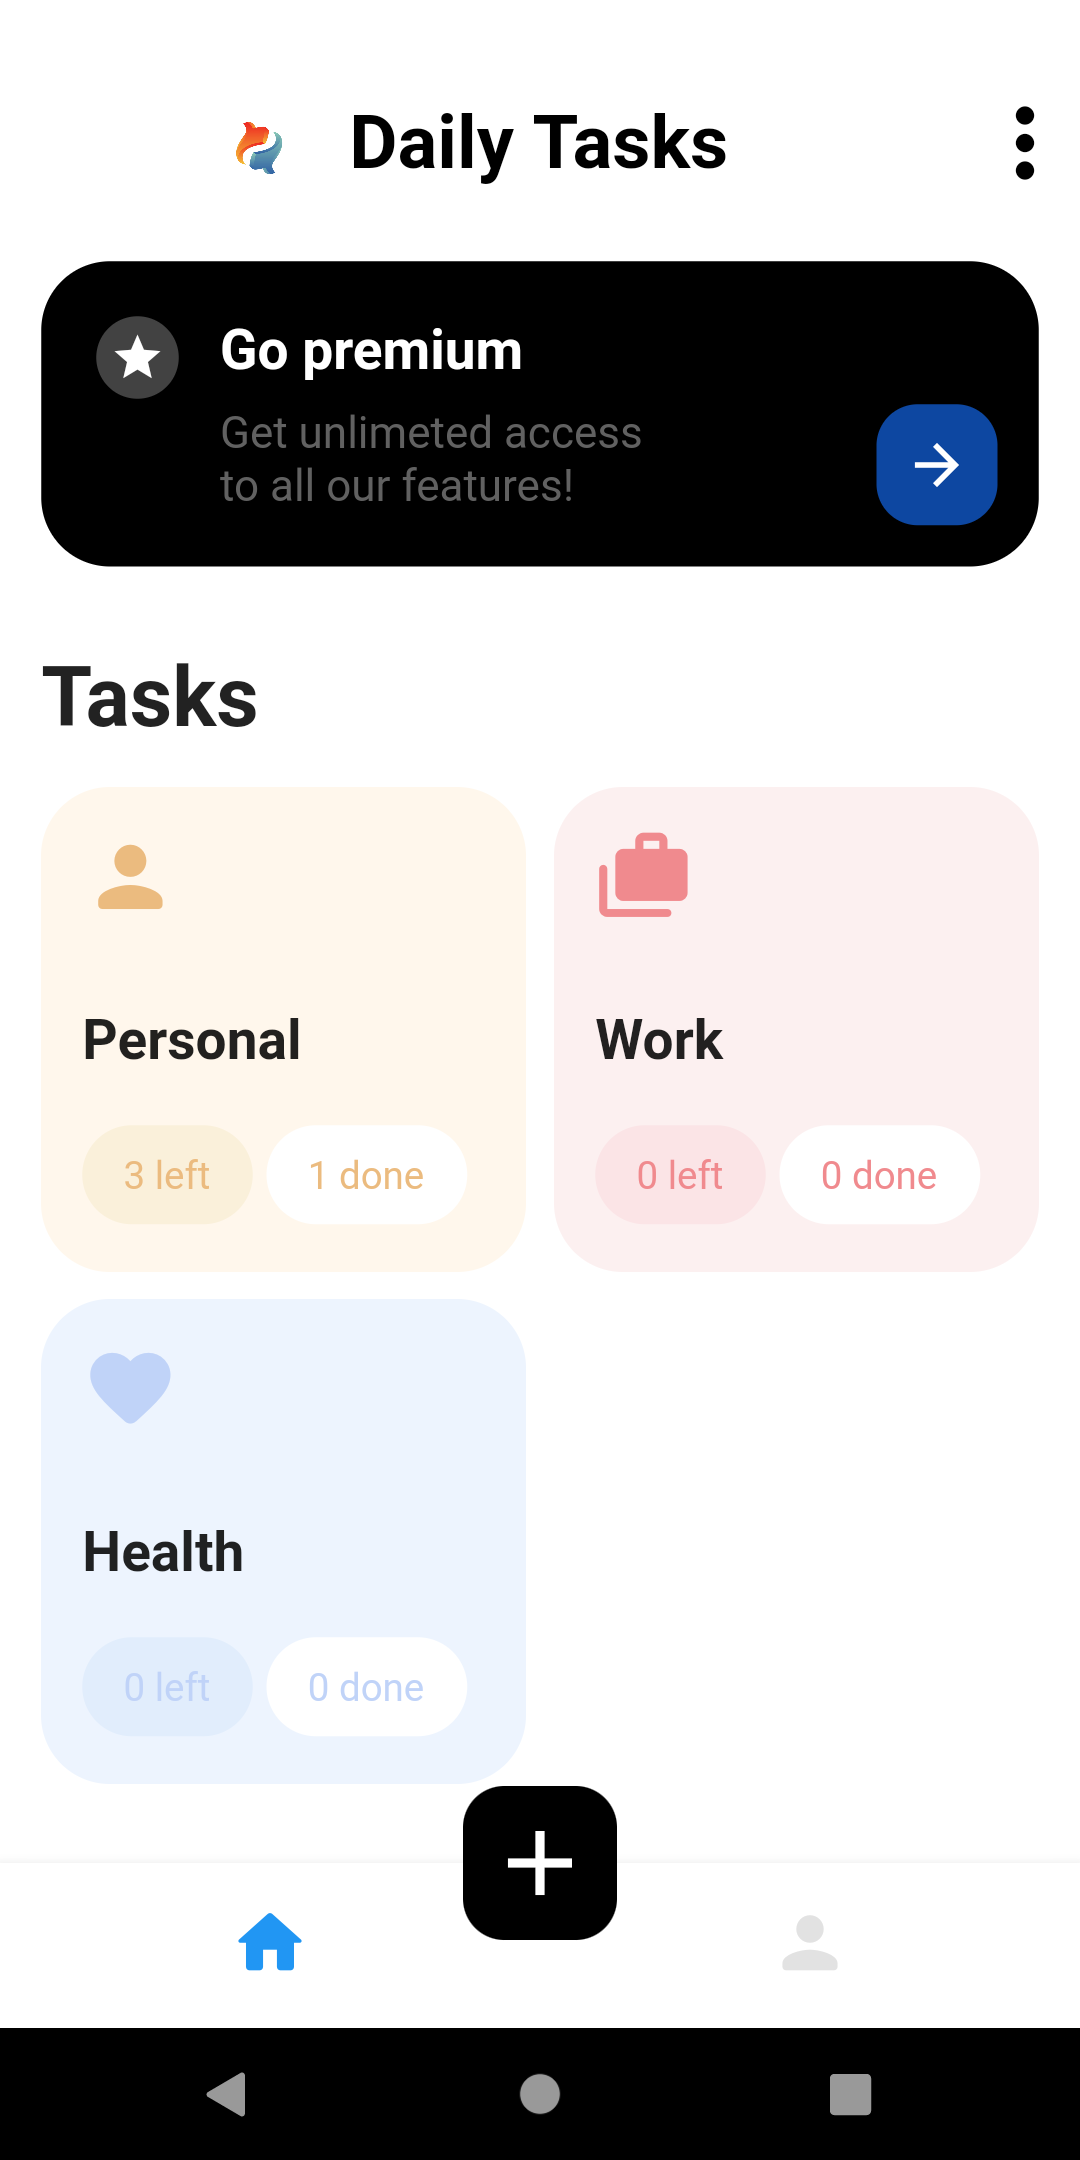 Daily Tasks
Go premium
Get unlimeted access
to all our features!
Tasks
Personal
3 left
1 done
Work
0 left
0 done
Health
0 left
0 done